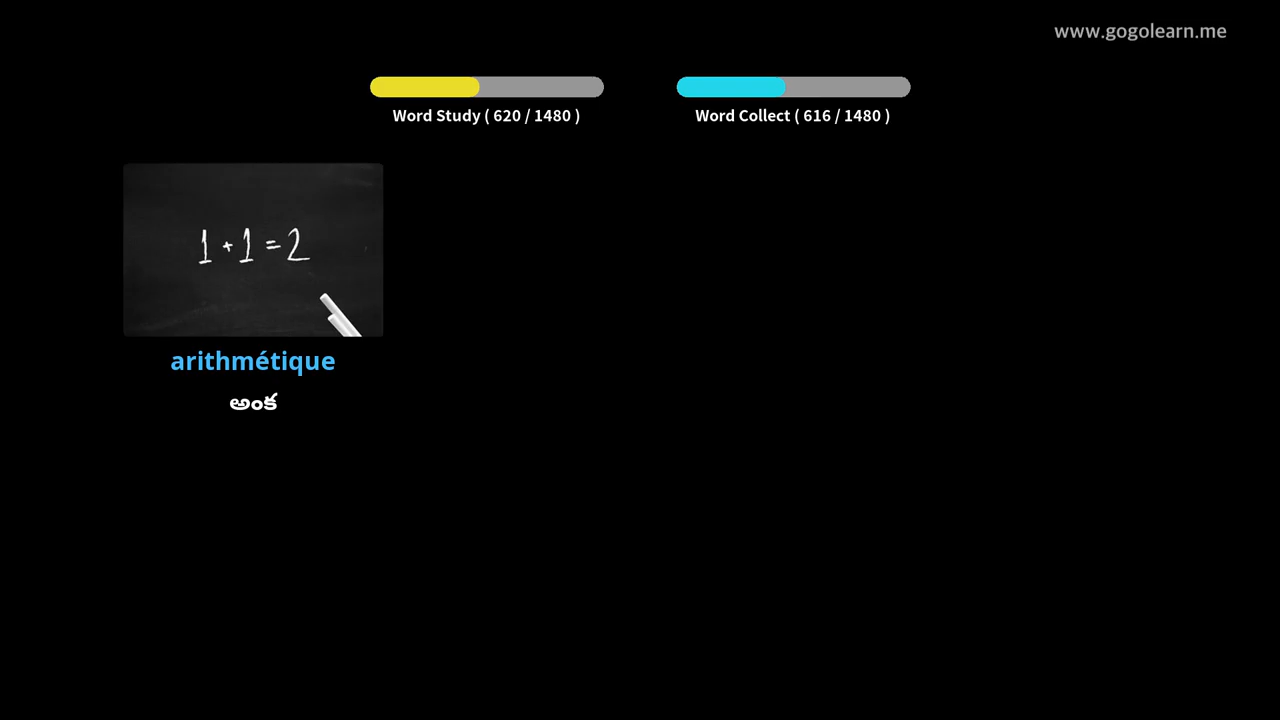 www.gogolearn.me
Word Study ( 620 / 1480 )
Word Collect ( 616 / 1480 )
1 + 1 = 2
arithmétique
అంక